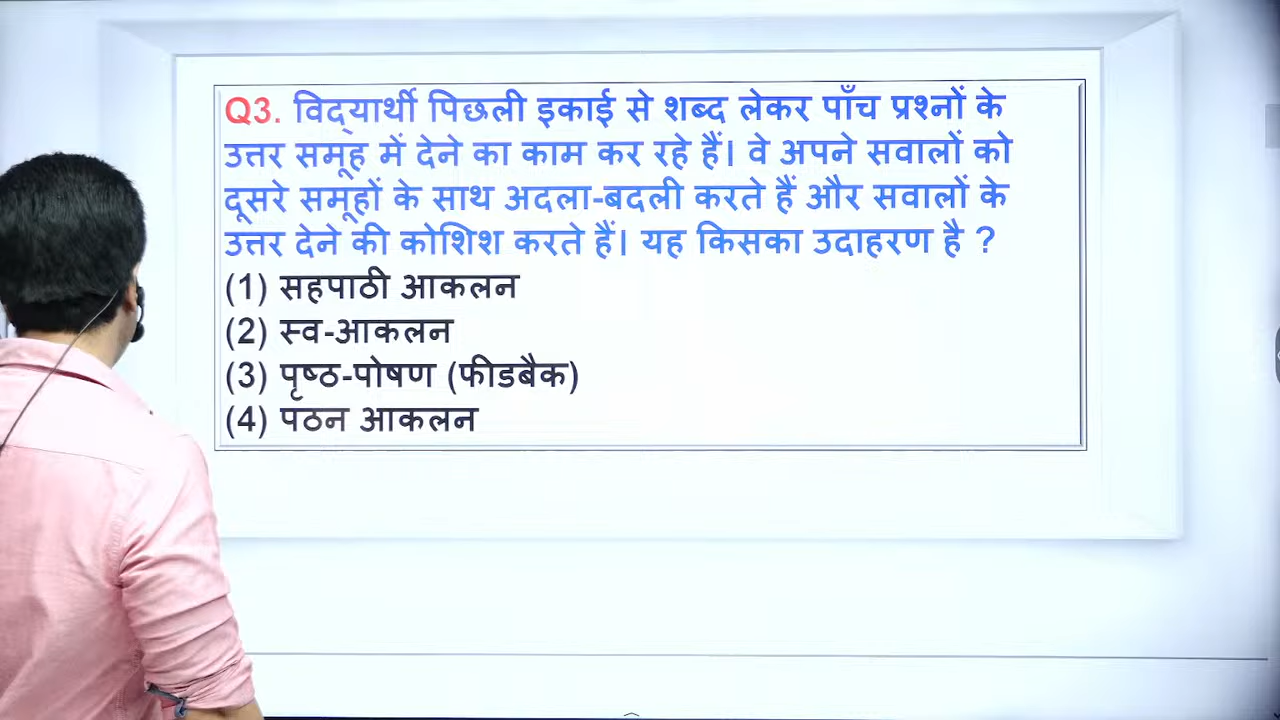 Q3. विद्यार्थी पिछली इकाई से शब्द लेकर पाँच प्रश्नों के
उत्तर समूह में देने का काम कर रहे हैं। वे अपने सवालों को
दूसरे समूहों के साथ अदला-बदली करते हैं और सवालों के
उत्तर देने की कोशिश करते हैं। यह किसका उदाहरण है ?
(1) सहपाठी आकलन
(2) स्व-आकलन
(3) पृष्ठ-पोषण (फीडबैक)
(4) पठन आकलन